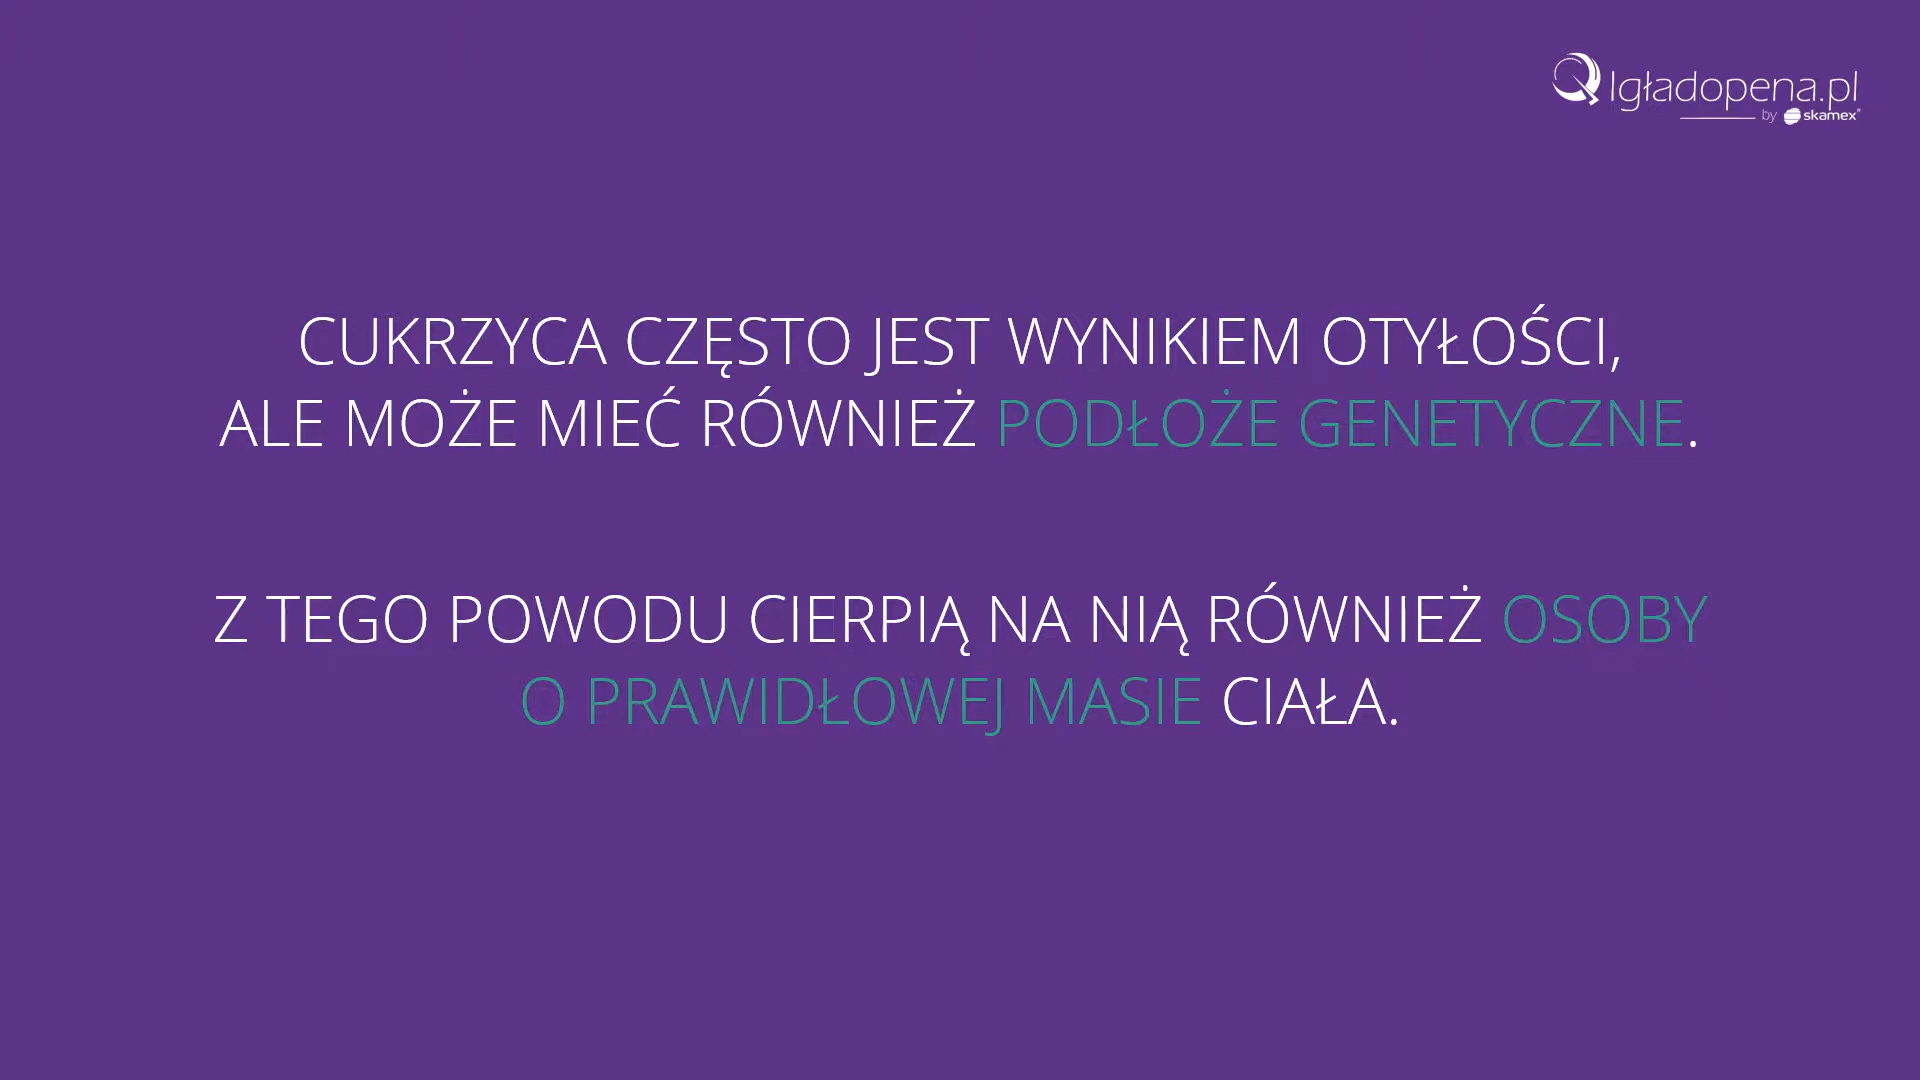 Igładopena.pl
by skamex
CUKRZYCA CZĘSTO JEST WYNIKIEM OTYŁOŚCI,
ALE MOŻE MIEĆ RÓWNIEŻ PODŁOŻE GENETYCZNE.
Z TEGO POWODU CIERPIĄ NA NIĄ RÓWNIEŻ OSOBY
O PRAWIDŁOWEJ MASIE CIAŁA.